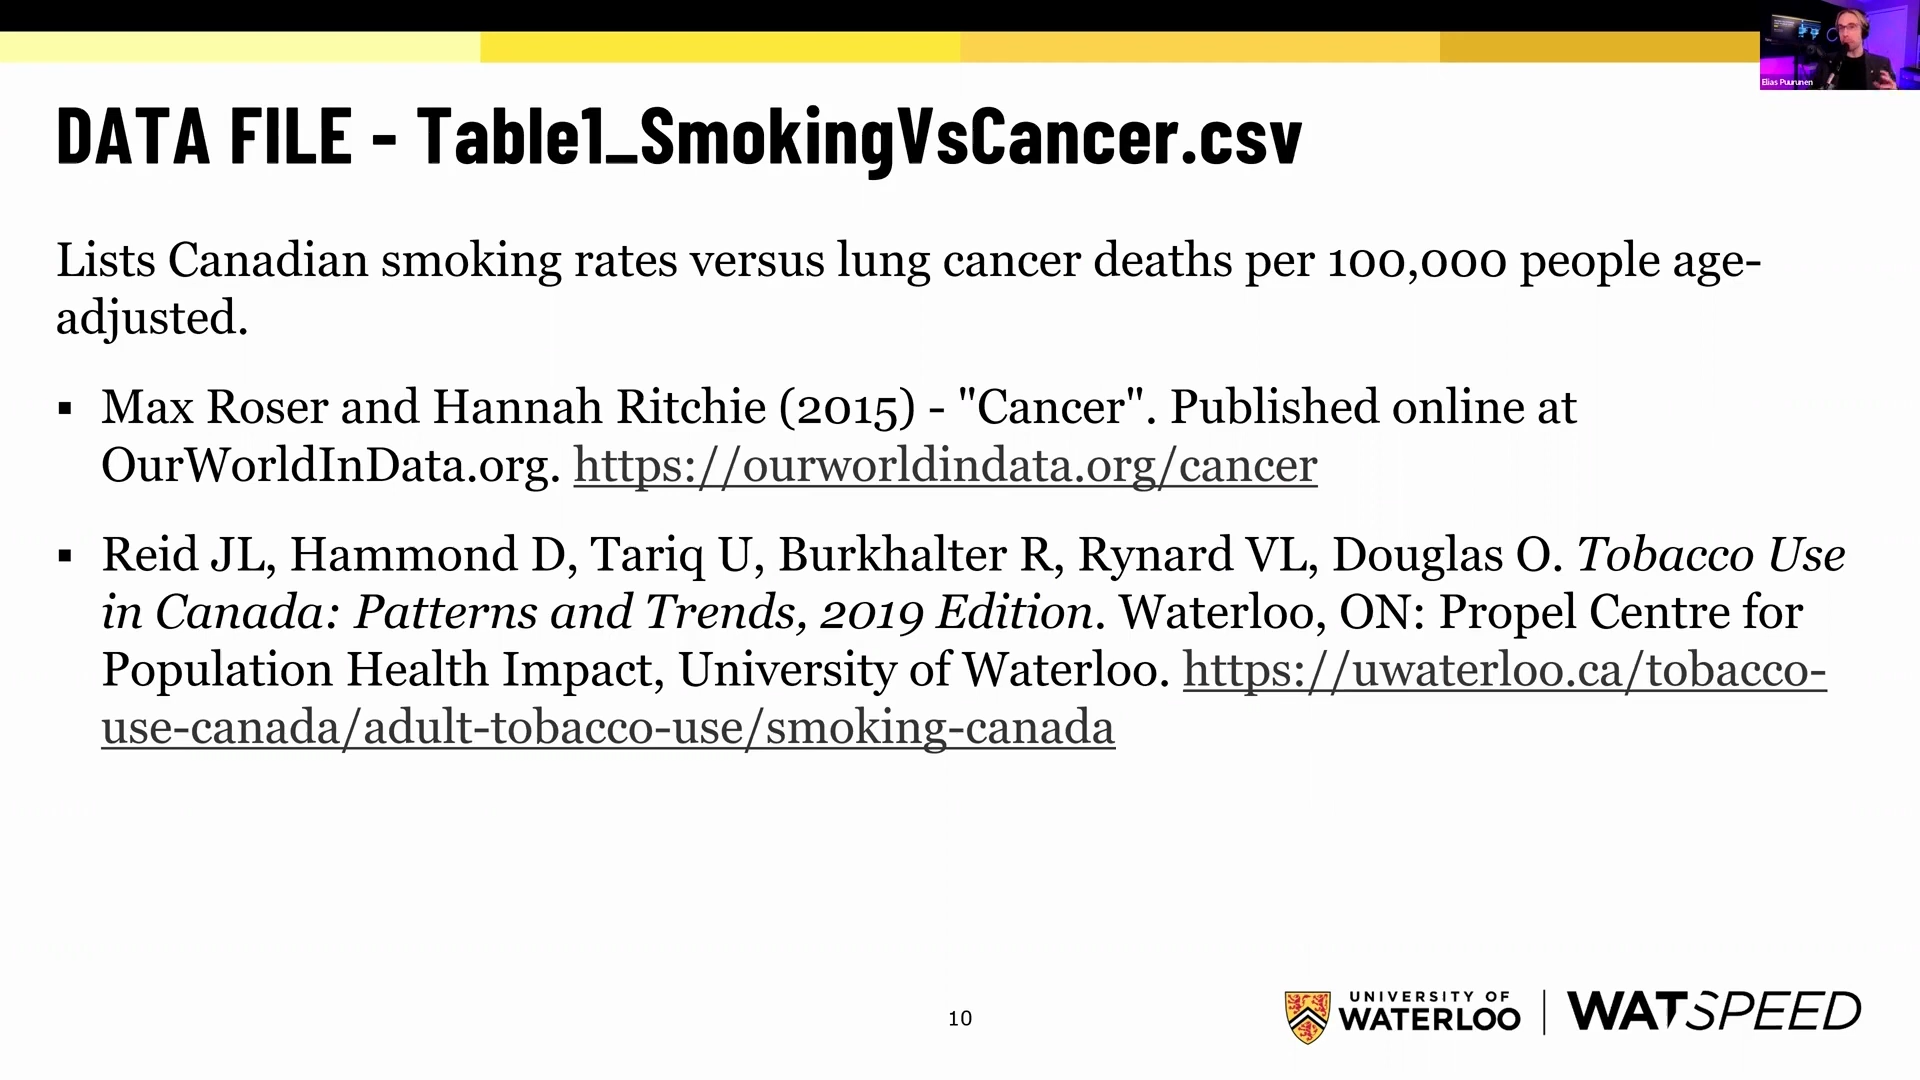 Elias Puurunen
DATA FILE - Table1_SmokingVsCancer.csv
Lists Canadian smoking rates versus lung cancer deaths per 100,000 people age-
adjusted.
▪ Max Roser and Hannah Ritchie (2015) - "Cancer". Published online at
OurWorldInData.org. https://ourworldindata.org/cancer
▪ Reid JL, Hammond D, Tariq U, Burkhalter R, Rynard VL, Douglas O. Tobacco Use
in Canada: Patterns and Trends, 2019 Edition. Waterloo, ON: Propel Centre for
Population Health Impact, University of Waterloo. https://uwaterloo.ca/tobacco-
use-canada/adult-tobacco-use/smoking-canada
10
UNIVERSITY OF
WATERLOO
WATSPEED